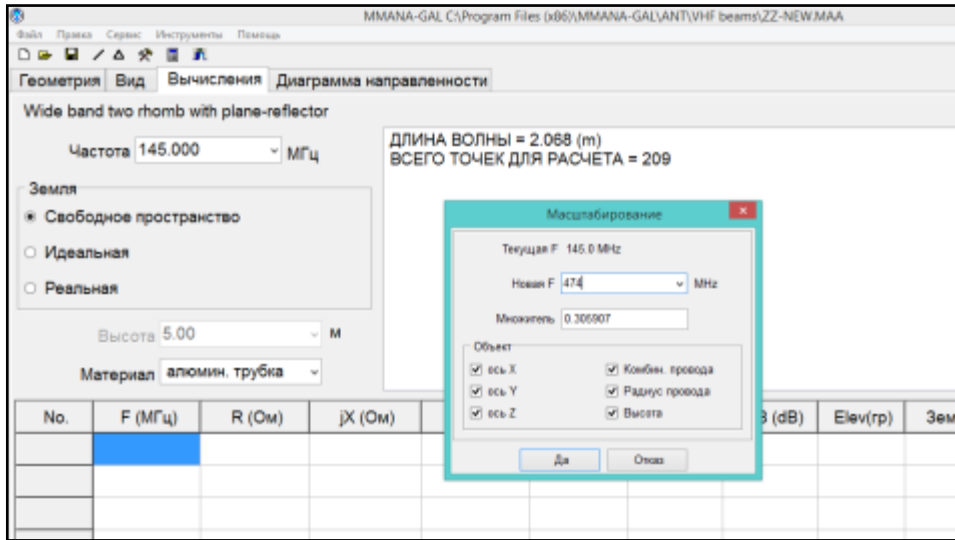 MMANA-GAL C:\Program Files (x86)\MMANA-GAL\ANT\VHF beams\ZZ-NEW.MAA
Файл Правка Сервис Инструменты Помощь
Геометрия Вид Вычисления Диаграмма направленности
Wide band two rhomb with plane-reflector
Частота 145.000 МГц
ДЛИНА ВОЛНЫ = 2.068 (m)
ВСЕГО ТОЧЕК ДЛЯ РАСЧЕТА = 209
Земля
Свободное пространство
Идеальная
Реальная
Высота 5.00 м
Материал алюмин. трубка
Масштабирование
Текущая F 145.0 MHz
Новая F 474 MHz
Множитель 0.305907
Объект
ось X Комбин. провода
ось Y Радиус провода
ось Z Высота
Да Отказ
No. F (МГц) R (Ом) jX (Ом) (dB) Elev(гр) Зем